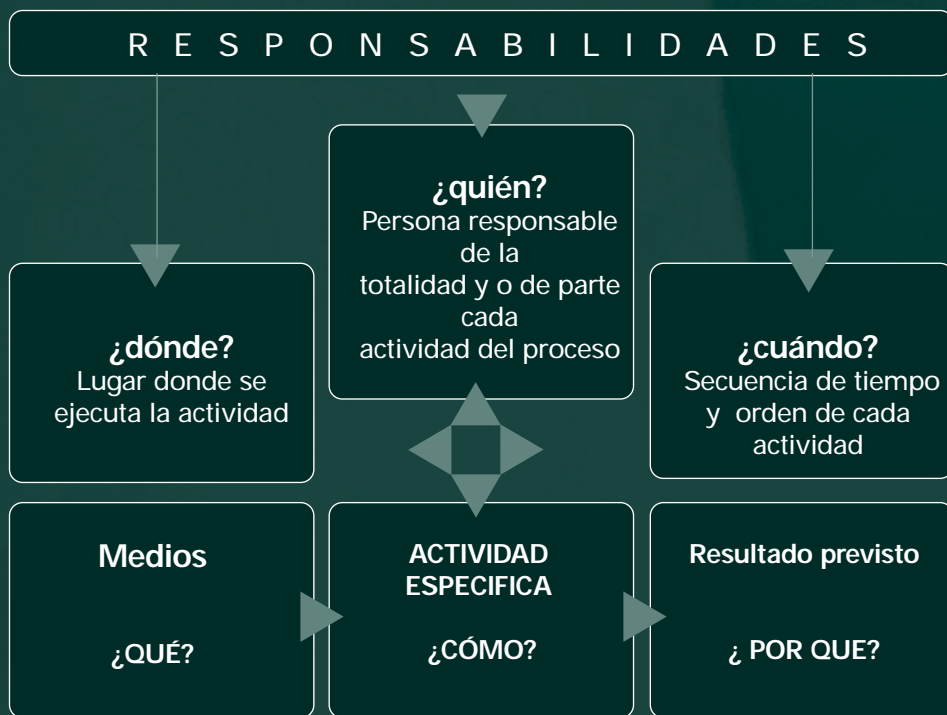 R E S P O N S A B I L I D A D E S
¿quién?
Persona responsable
de la
totalidad y o de parte
cada
actividad del proceso
¿dónde?
Lugar donde se
ejecuta la actividad
¿cuándo?
Secuencia de tiempo
y orden de cada
actividad
Medios
¿QUÉ?
ACTIVIDAD
ESPECIFICA
¿CÓMO?
Resultado previsto
¿ POR QUE?